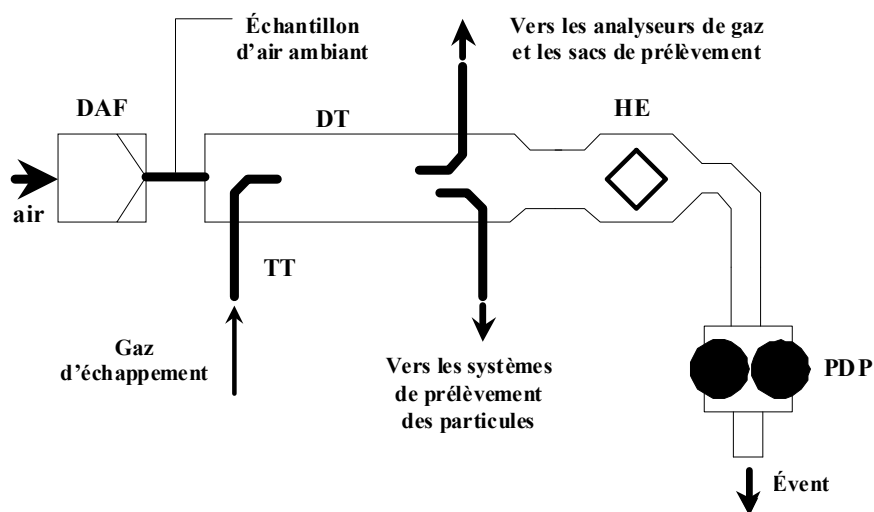 Échantillon
d'air ambiant
Vers les analyseurs de gaz
et les sacs de prélèvement
DAF
DT
HE
air
TT
Gaz
d'échappement
Vers les systèmes
de prélèvement
des particules
PDP
Évent